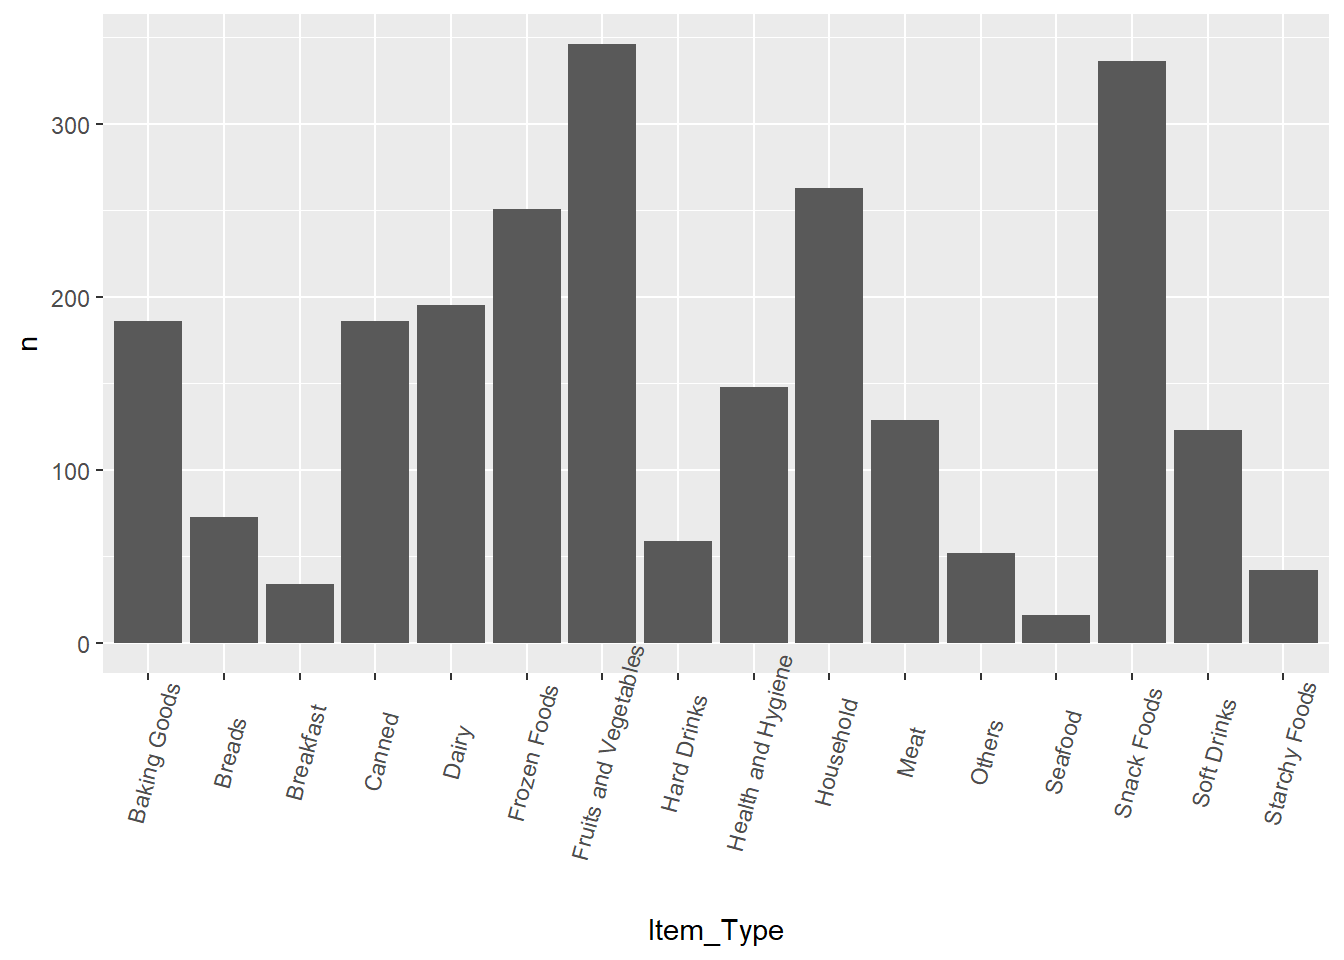 n
300
200
100
0
Baking Goods
Breads
Breakfast
Canned
Dairy
Frozen Foods
Fruits and Vegetables
Hard Drinks
Health and Hygiene
Household
Meat
Others
Seafood
Snack Foods
Soft Drinks
Starchy Foods
Item_Type